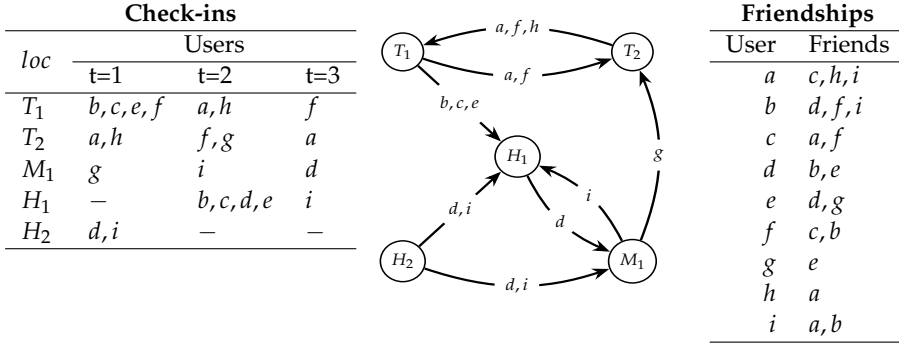 Check-ins
loc Users
t=1 t=2 t=3
T1 b, c, e, f a, h f
T2 a, h f, g a
M1 g i d
H1 − b, c, d, e i
H2 d, i − −
a, f, h
T1 T2
a, f
b, c, e
H1 g
d, i i
d
H2 M1
d, i
Friendships
User Friends
a c, h, i
b d, f, i
c a, f
d b, e
e d, g
f c, b
g e
h a
i a, b